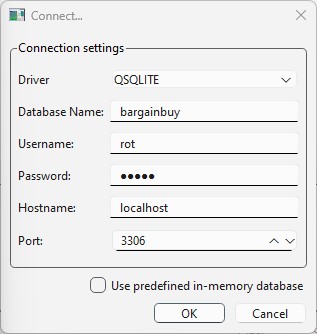 Connect...
Connection settings
Driver QSQLITE
Database Name: bargainbuy
Username: rot
Password: ●●●●●
Hostname: localhost
Port: 3306
Use predefined in-memory database
OK Cancel